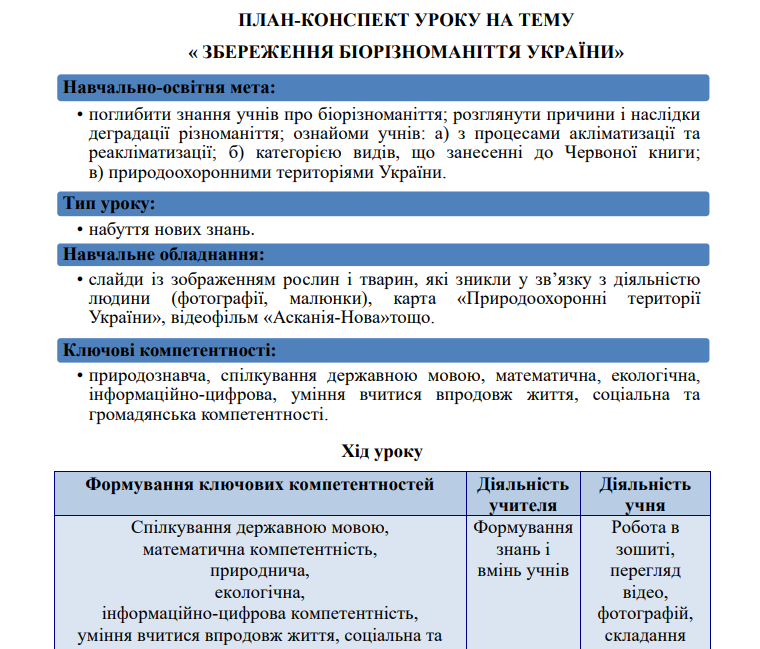 ПЛАН-КОНСПЕКТ УРОКУ НА ТЕМУ
« ЗБЕРЕЖЕННЯ БІОРІЗНОМАНІТТЯ УКРАЇНИ»
Навчально-освітня мета:
• поглибити знання учнів про біорізноманіття; розглянути причини і наслідки
деградації різноманіття; ознайоми учнів: а) з процесами акліматизації та
реакліматизації; б) категорією видів, що занесенні до Червоної книги;
в) природоохоронними територіями України.
Тип уроку:
• набуття нових знань.
Навчальне обладнання:
• слайди із зображенням рослин і тварин, які зникли у зв’язку з діяльністю
людини (фотографії, малюнки), карта «Природоохоронні території
України», відеофільм «Асканія-Нова»тощо.
Ключові компетентності:
• природознавча, спілкування державною мовою, математична, екологічна,
інформаційно-цифрова, уміння вчитися впродовж життя, соціальна та
громадянська компетентності.
Хід уроку
Формування ключових компетентностей
Діяльність
учителя
Діяльність
учня
Спілкування державною мовою,
математична компетентність,
природнича,
екологічна,
інформаційно-цифрова компетентність,
уміння вчитися впродовж життя, соціальна та
Формування
знань і
вмінь учнів
Робота в
зошиті,
перегляд
відео,
фотографій,
складання